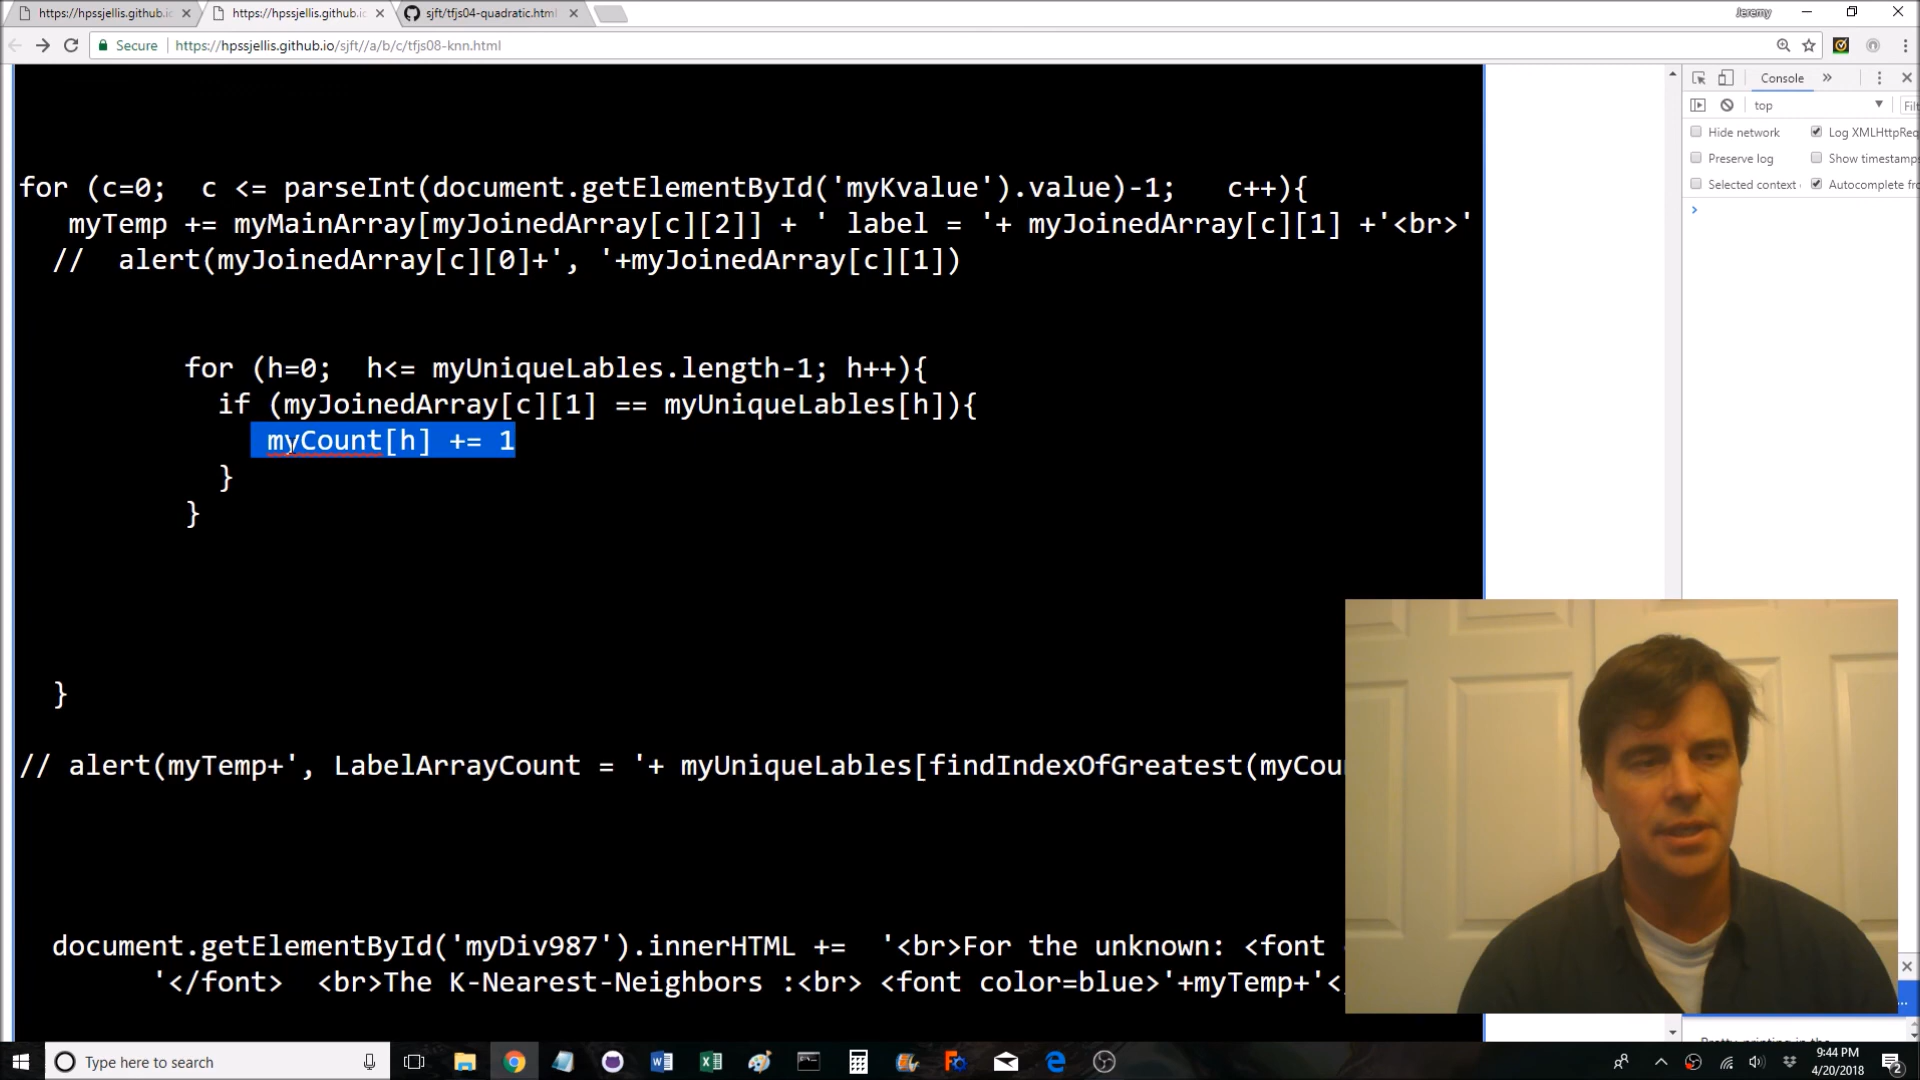 https://hpssjellis.github.i
https://hpssjellis.github.i
sjft/tfjs04-quadratic.html
Jeremy
Secure
https://hpssjellis.github.io/sjft//a/b/c/tfjs08-knn.html
Console
top
Hide network
Log XMLHttpReq
Preserve log
Show timestamps
Selected context
Autocomplete fro
for (c=0;  c <= parseInt(document.getElementById('myKvalue').value)-1;   c++){
myTemp += myMainArray[myJoinedArray[c][2]] + ' label = '+ myJoinedArray[c][1] +'<br>'
//  alert(myJoinedArray[c][0]+', '+myJoinedArray[c][1])
for (h=0;  h<= myUniqueLables.length-1; h++){
if (myJoinedArray[c][1] == myUniqueLables[h]){
myCount[h] += 1
}
}
}
// alert(myTemp+', LabelArrayCount = '+ myUniqueLables[findIndexOfGreatest(myCou
document.getElementById('myDiv987').innerHTML +=  '<br>For the unknown: <font
'</font>  <br>The K-Nearest-Neighbors :<br> <font color=blue>'+myTemp+'<
Type here to search
9:44 PM
4/20/2018
2